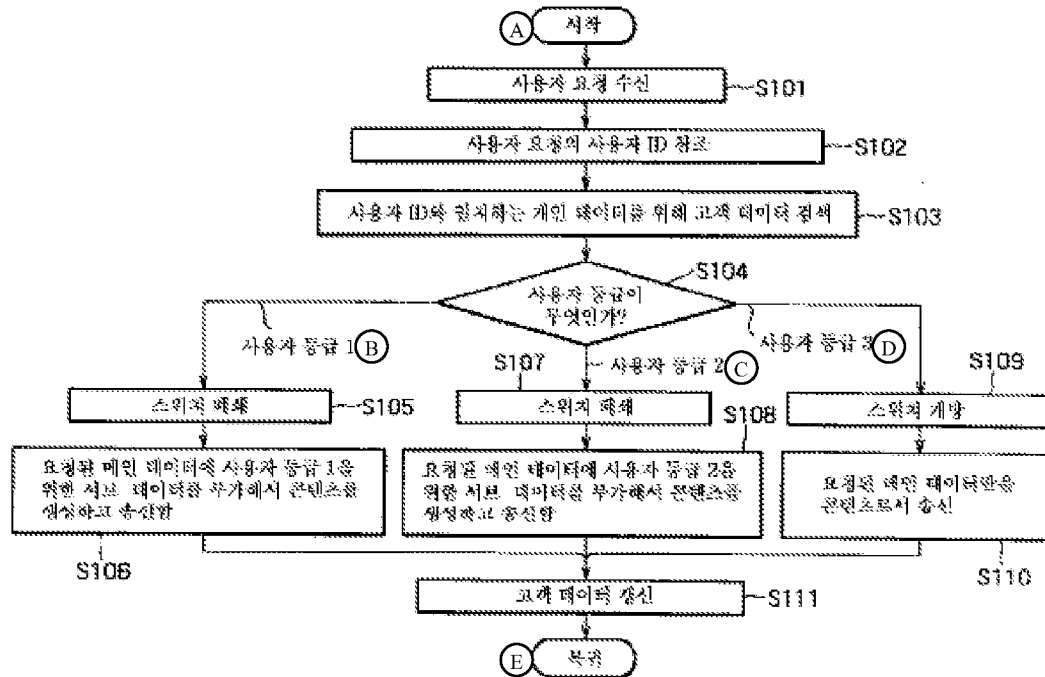 A 시작
사용자 요청 수신
S101
사용자 요청의 사용자 ID 참조
S102
사용자 ID와 일치하는 개인 데이터를 위해 고객 데이터 검색
S103
S104
사용자 등급이
무엇인가?
사용자 등급 1 B
사용자 등급 2 C
사용자 등급 3 D
S107
S109
스위치 폐쇄
S105
스위치 폐쇄
S108
스위치 개방
요청된 메인 데이터에 사용자 등급 1을
위한 서브 데이터를 부가해서 콘텐츠를
생성하고 송신함
S106
요청된 메인 데이터에 사용자 등급 2을
위한 서브 데이터를 부가해서 콘텐츠를
생성하고 송신함
요청된 메인 데이터만을
콘텐츠로서 송신
S110
고객 데이터 갱신
S111
E 복귀